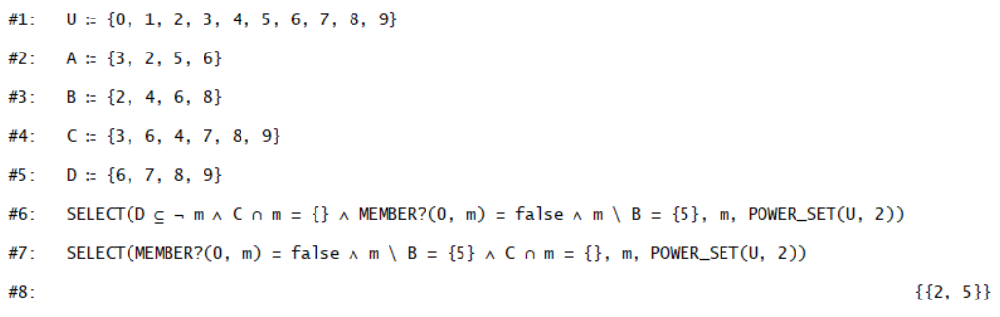 #1: U ≔ {0, 1, 2, 3, 4, 5, 6, 7, 8, 9}
#2: A ≔ {3, 2, 5, 6}
#3: B ≔ {2, 4, 6, 8}
#4: C ≔ {3, 6, 4, 7, 8, 9}
#5: D ≔ {6, 7, 8, 9}
#6: SELECT(D ⊆ ¬ m ∧ C ∩ m = {} ∧ MEMBER?(0, m) = false ∧ m \ B = {5}, m, POWER_SET(U, 2))
#7: SELECT(MEMBER?(0, m) = false ∧ m \ B = {5} ∧ C ∩ m = {}, m, POWER_SET(U, 2))
#8: {{2, 5}}